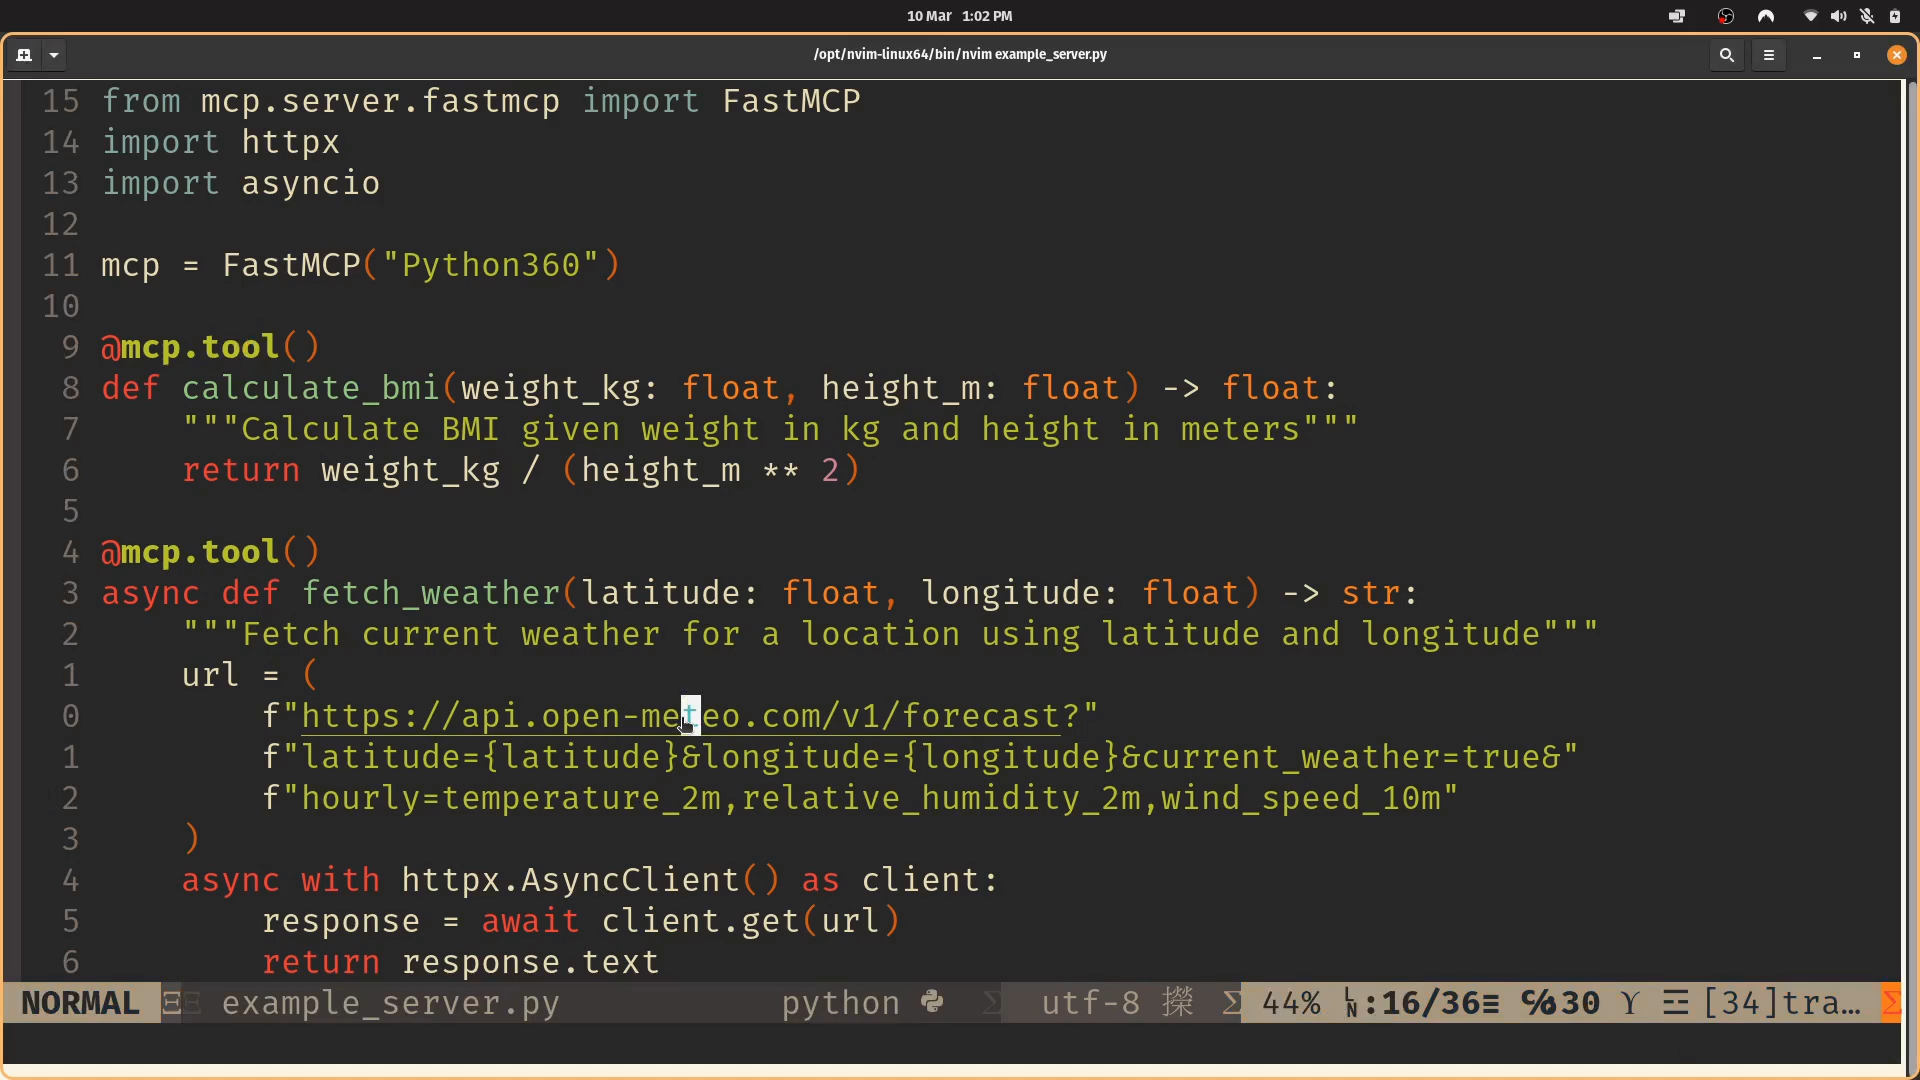 10 Mar 1:02 PM
/opt/nvim-linux64/bin/nvim example_server.py
15 from mcp.server.fastmcp import FastMCP
14 import httpx
13 import asyncio
12
11 mcp = FastMCP("Python360")
10
9 @mcp.tool()
8 def calculate_bmi(weight_kg: float, height_m: float) -> float:
7     """Calculate BMI given weight in kg and height in meters"""
6     return weight_kg / (height_m ** 2)
5
4 @mcp.tool()
3 async def fetch_weather(latitude: float, longitude: float) -> str:
2     """Fetch current weather for a location using latitude and longitude"""
1     url = (
0         f"https://api.open-meteo.com/v1/forecast?"
1         f"latitude={latitude}&longitude={longitude}&current_weather=true&"
2         f"hourly=temperature_2m,relative_humidity_2m,wind_speed_10m"
3     )
4     async with httpx.AsyncClient() as client:
5         response = await client.get(url)
6         return response.text
NORMAL example_server.py python utf-8 44% LN:16/36≡ ℅30 [34]tra…